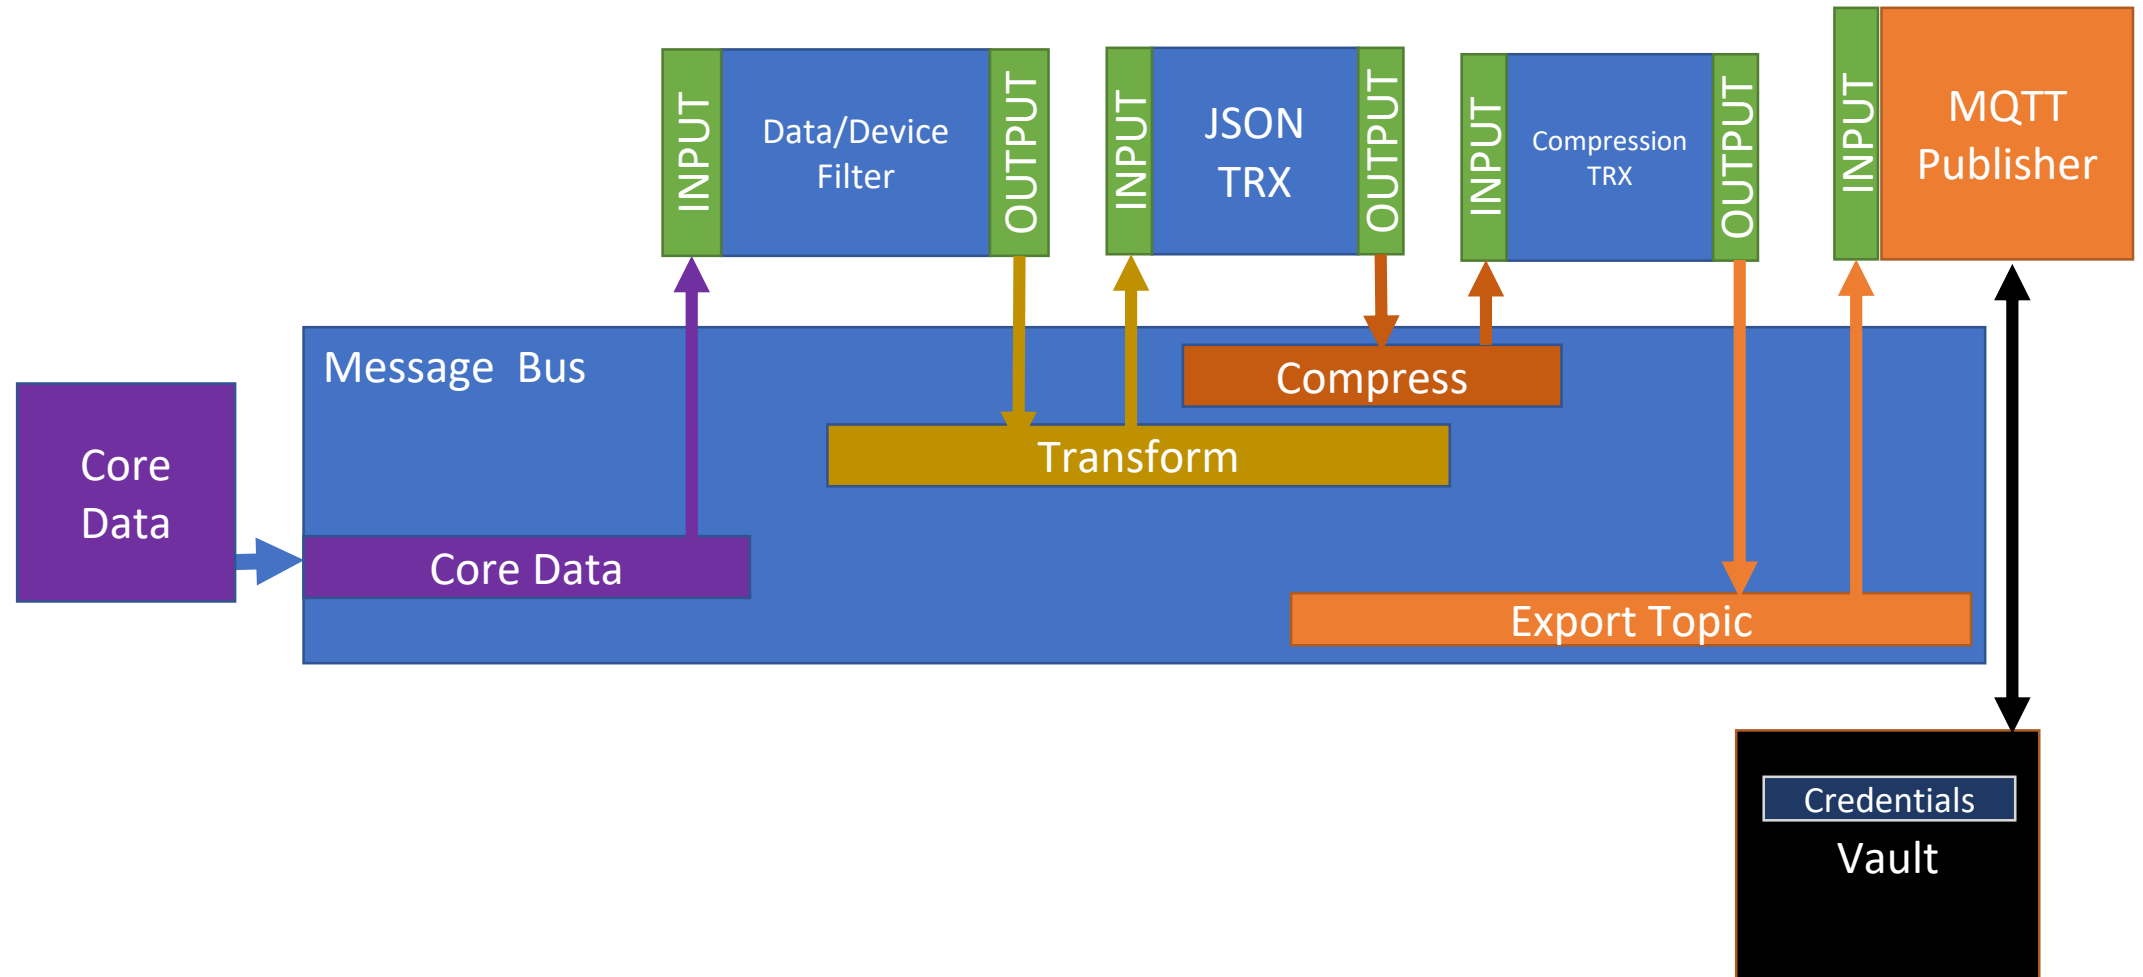 INPUT
Data/Device
Filter
OUTPUT
INPUT
JSON
TRX
OUTPUT
INPUT
Compression
TRX
OUTPUT
INPUT
MQTT
Publisher
Message Bus
Compress
Transform
Core
Data
Core Data
Export Topic
Credentials
Vault